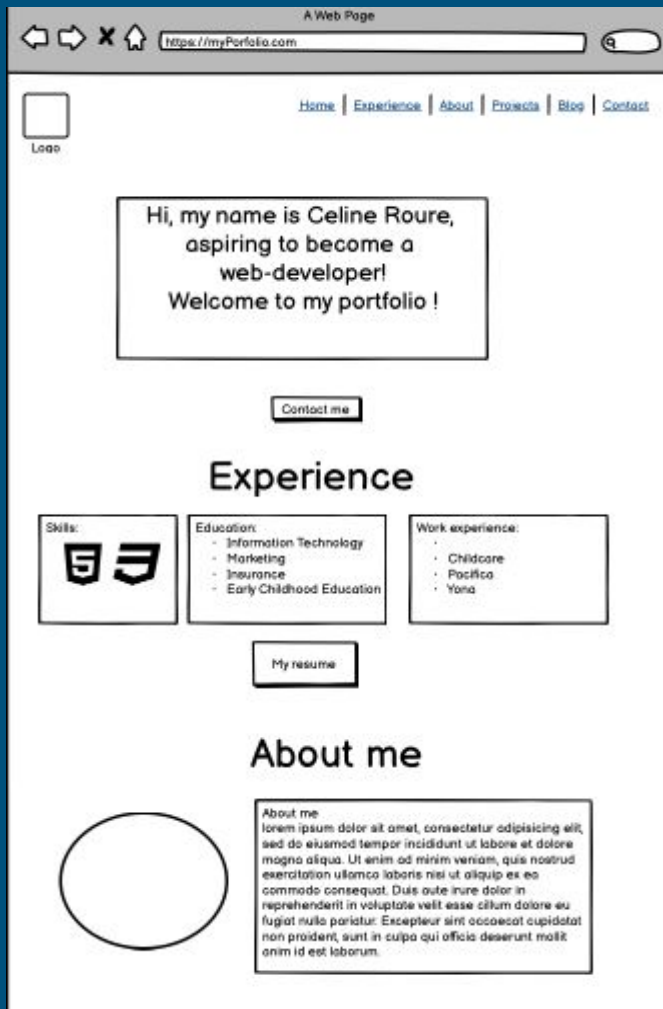 A Web Page
https://myPorfolio.com
Home | Experience | About | Projects | Blog | Contact
Logo
Hi, my name is Celine Roure,
aspiring to become a
web-developer!
Welcome to my portfolio !
Contact me
Experience
Skills:
5
Education:
· Information Technology
· Marketing
· Insurance
· Early Childhood Education
Work experience:
·
· Childcare
· Pacifica
· Yona
My resume
About me
About me
lorem ipsum dolor sit amet, consectetur adipisicing elit,
sed do eiusmod tempor incididunt ut labore et dolore
magna aliqua. Ut enim ad minim veniam, quis nostrud
exercitation ullamco laboris nisi ut aliquip ex ea
commodo consequat. Duis aute irure dolor in
reprehenderit in voluptate velit esse cillum dolore eu
fugiat nulla pariatur. Excepteur sint occaecat cupidatat
non proident, sunt in culpa qui officia deserunt mollit
anim id est laborum.